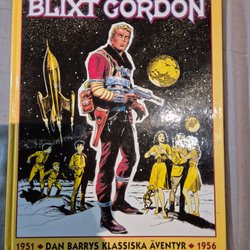 BLIXT GORDON
1951 • DAN BARRYS KLASSISKA ÄVENTYR • 1956